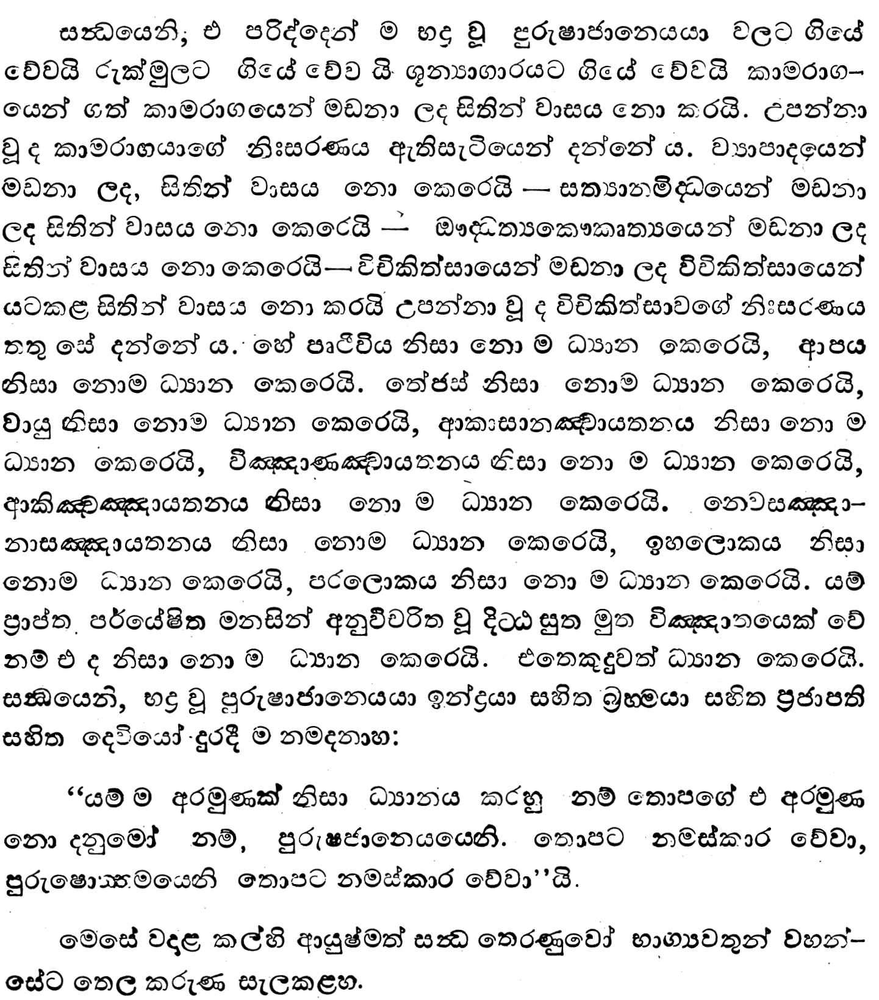 සන්‍ධයෙනි, එ පරිද්දෙන් ම භද්‍ර වූ පුරුෂාජානෙයයා වලට ගියේ
වේවයි රුක්මුලට ගියේ වේව යි ශූන්‍යාගාරයට ගියේ වේවයි කාමරාග-
යෙන් ගත් කාමරාගයෙන් මඩනා ලද සිතින් වාසය නො කරයි. උපන්නා
වූ ද කාමරාගයාගේ නිඃසරණය ඇතිසැටියෙන් දන්නේ ය. ව්‍යාපාදයෙන්
මඩනා ලද, සිතින් වාසය නො කෙරෙයි — සත්‍යානමිද්‍ධයෙන් මඩනා
ලද සිතින් වාසය නො කෙරෙයි — ඖද්‍ධත්‍යකෞකෘත්‍යයෙන් මඩනා ලද
සිතින් වාසය නො කෙරෙයි—විචිකිත්සායෙන් මඩනා ලද විචිකිත්සායෙන්
යටකළ සිතින් වාසය නො කරයි උපන්නා වූ ද විචිකිත්සාවගේ නිඃසරණය
තතු සේ දන්නේ ය. හේ පෘථිවිය නිසා නො ම ධ්‍යාන කෙරෙයි, ආපය
නිසා නොම ධ්‍යාන කෙරෙයි. තේජස් නිසා නොම ධ්‍යාන කෙරෙයි,
වායු නිසා නොම ධ්‍යාන කෙරෙයි, ආකාසානඤ්‍චායතනය නිසා නො ම
ධ්‍යාන කෙරෙයි, විඤ්‍ඤාණඤ්‍චායතනය නිසා නො ම ධ්‍යාන කෙරෙයි,
ආකිඤ්‍චඤ්‍ඤායතනය නිසා නො ම ධ්‍යාන කෙරෙයි. නෙවසඤ්‍ඤා-
නාසඤ්‍ඤායතනය නිසා නොම ධ්‍යාන කෙරෙයි, ඉහලොකය නිසා
නොම ධ්‍යාන කෙරෙයි, පරලොකය නිසා නො ම ධ්‍යාන කෙරෙයි. යම්
ප්‍රාප්ත පර්යේෂිත මනසින් අනුවිචරිත වූ දිට්‍ඨ සුත මුත විඤ්‍ඤාතයෙක් වේ
නම් එ ද නිසා නො ම ධ්‍යාන කෙරෙයි. එතෙකුදුවත් ධ්‍යාන කෙරෙයි.
සන්‍ධයෙනි, භද්‍ර වූ පුරුෂාජානෙයයා ඉන්ද්‍රයා සහිත බ්‍රහ්‍මයා සහිත ප්‍රජාපති
සහිත දෙවියෝ දුරදී ම නමදනාහ:
“යම් ම අරමුණක් නිසා ධ්‍යානය කරහු නම් තොපගේ එ අරමුණ
නො දනුමෝ නම්, පුරුෂජානෙයයෙනි. තොපට නමස්කාර වේවා,
පුරුෂොත්‍තමයෙනි තොපට නමස්කාර වේවා”යි.
මෙසේ වදාළ කල්හි ආයුෂ්මත් සන්‍ධ තෙරණුවෝ භාග්‍යවතුන් වහන්-
සේට තෙල කරුණ සැලකළහ.